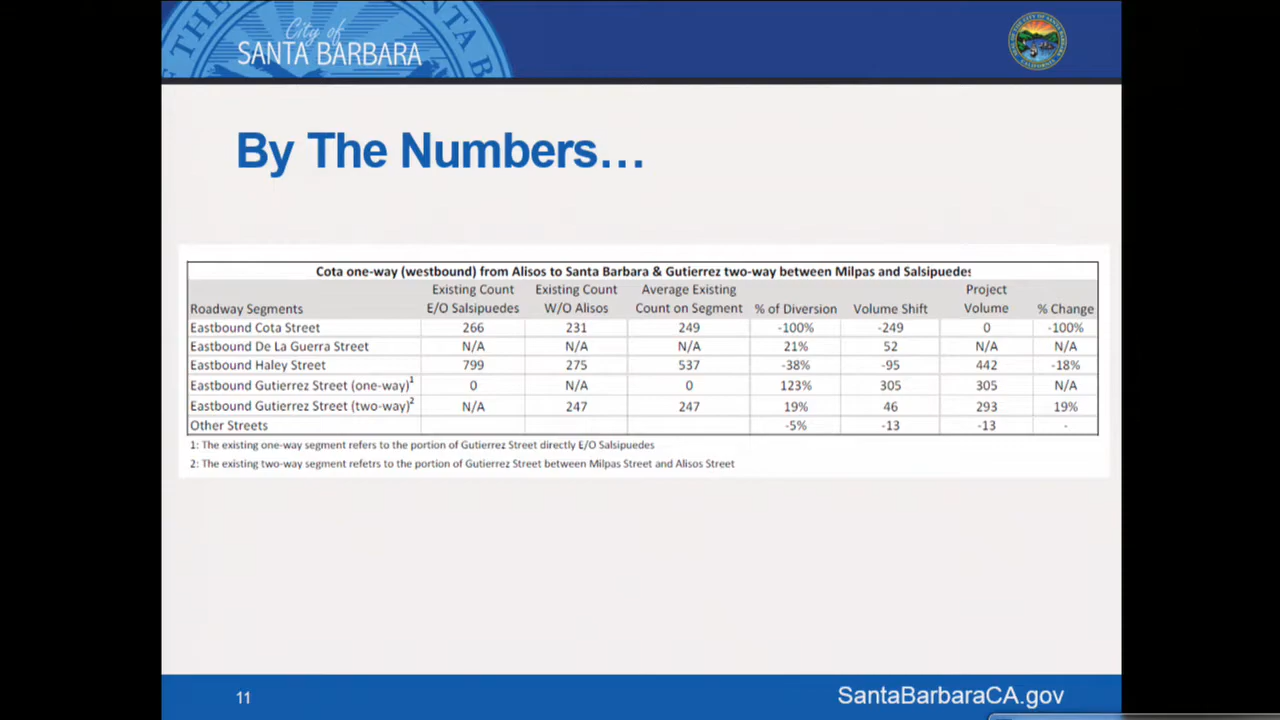 City of
SANTA BARBARA
By The Numbers...
Cota one-way (westbound) from Alisos to Santa Barbara & Gutierrez two-way between Milpas and Salsipuedes
Roadway Segments Existing Count E/O Salsipuedes Existing Count W/O Alisos Average Existing Count on Segment % of Diversion Volume Shift Project Volume % Change
Eastbound Cota Street 266 231 249 -100% -249 0 -100%
Eastbound De La Guerra Street N/A N/A N/A 21% 52 N/A N/A
Eastbound Haley Street 799 275 537 -38% -95 442 -18%
Eastbound Gutierrez Street (one-way)1 0 N/A 0 123% 305 305 N/A
Eastbound Gutierrez Street (two-way)2 N/A 247 247 19% 46 293 19%
Other Streets -5% -13 -13 -
1: The existing one-way segment refers to the portion of Gutierrez Street directly E/O Salsipuedes
2: The existing two-way segment refetrs to the portion of Gutierrez Street between Milpas Street and Alisos Street
11
SantaBarbaraCA.gov